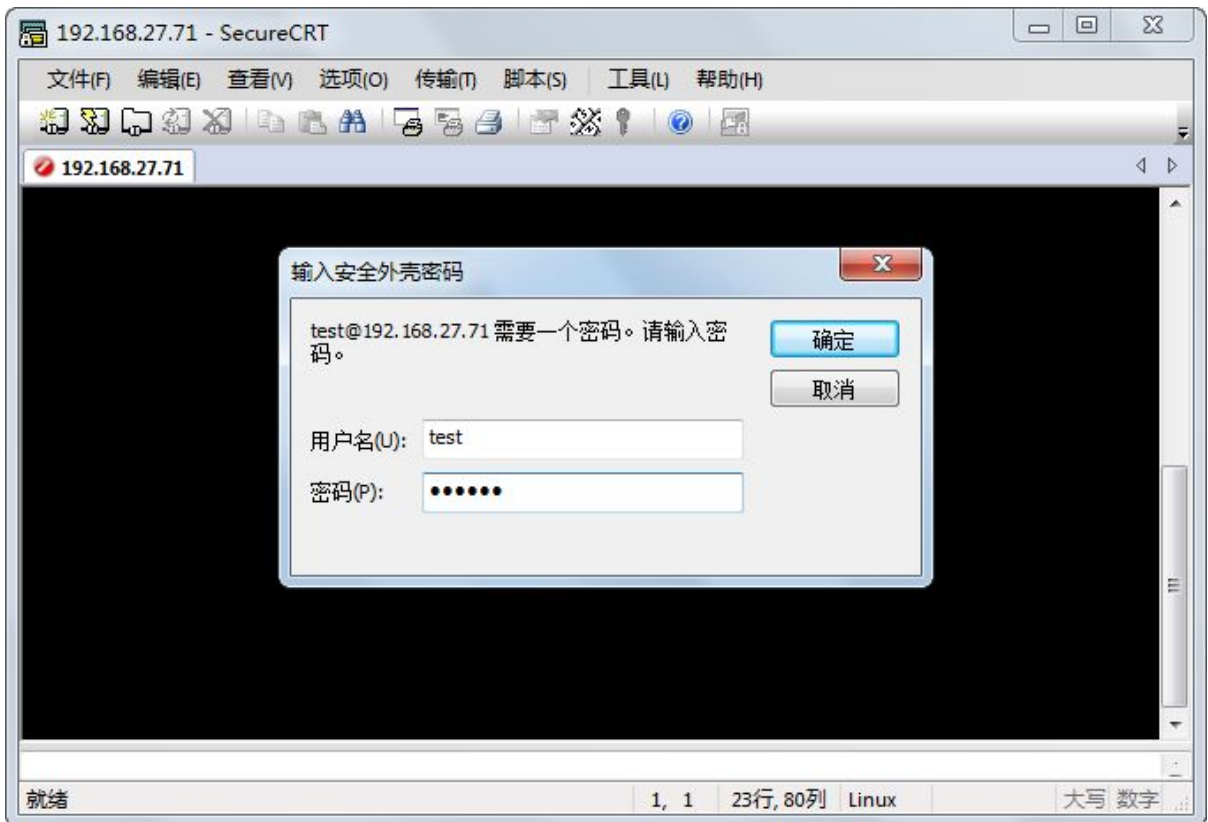 192.168.27.71 - SecureCRT
文件(F) 编辑(E) 查看(V) 选项(O) 传输(T) 脚本(S) 工具(L) 帮助(H)
192.168.27.71
输入安全外壳密码
test@192.168.27.71 需要一个密码。请输入密
码。
确定
取消
用户名(U): test
密码(P): ●●●●●●
就绪 1, 1 23行, 80列 Linux 大写 数字